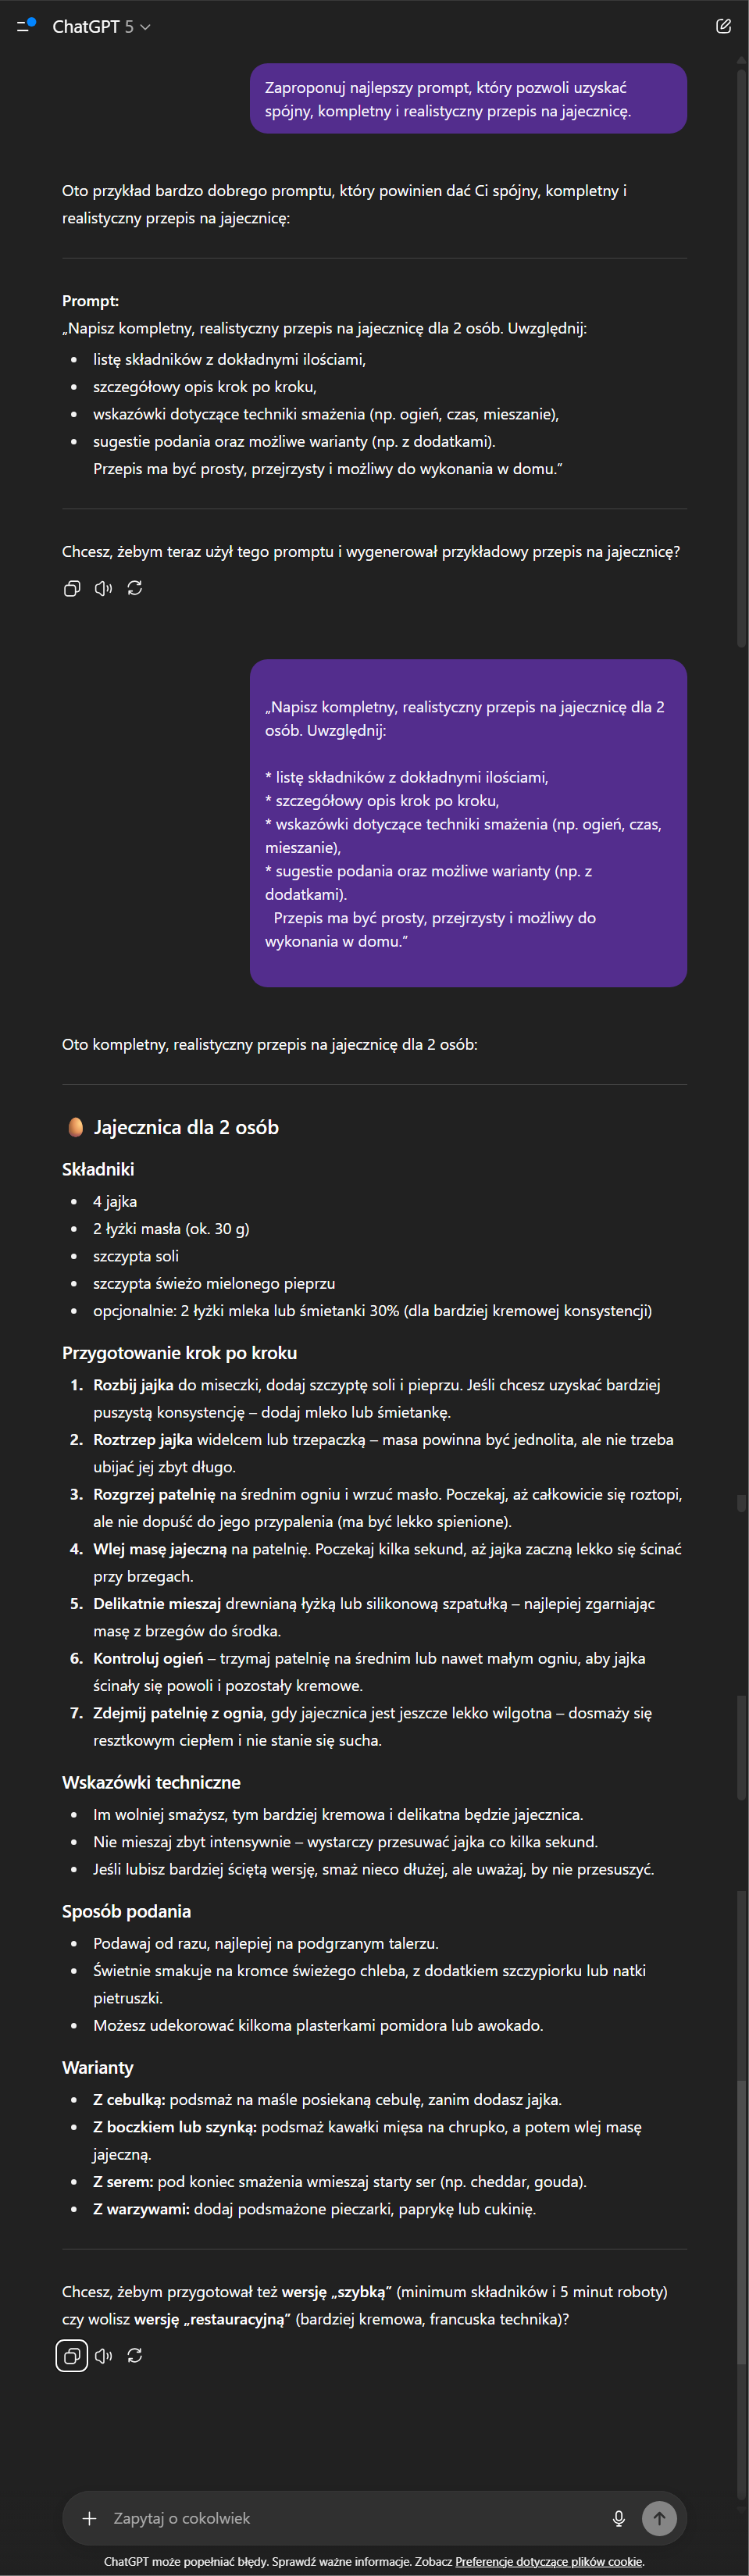 ChatGPT 5
Zaproponuj najlepszy prompt, który pozwoli uzyskać
spójny, kompletny i realistyczny przepis na jajecznicę.
Oto przykład bardzo dobrego promptu, który powinien dać Ci spójny, kompletny i
realistyczny przepis na jajecznicę:
Prompt:
„Napisz kompletny, realistyczny przepis na jajecznicę dla 2 osób. Uwzględnij:
• listę składników z dokładnymi ilościami,
• szczegółowy opis krok po kroku,
• wskazówki dotyczące techniki smażenia (np. ogień, czas, mieszanie),
• sugestie podania oraz możliwe warianty (np. z dodatkami).
Przepis ma być prosty, przejrzysty i możliwy do wykonania w domu.”
Chcesz, żebym teraz użył tego promptu i wygenerował przykładowy przepis na jajecznicę?
„Napisz kompletny, realistyczny przepis na jajecznicę dla 2
osób. Uwzględnij:
* listę składników z dokładnymi ilościami,
* szczegółowy opis krok po kroku,
* wskazówki dotyczące techniki smażenia (np. ogień, czas,
mieszanie),
* sugestie podania oraz możliwe warianty (np. z
dodatkami).
Przepis ma być prosty, przejrzysty i możliwy do
wykonania w domu.”
Oto kompletny, realistyczny przepis na jajecznicę dla 2 osób:
🥚 Jajecznica dla 2 osób
Składniki
• 4 jajka
• 2 łyżki masła (ok. 30 g)
• szczypta soli
• szczypta świeżo mielonego pieprzu
• opcjonalnie: 2 łyżki mleka lub śmietanki 30% (dla bardziej kremowej konsystencji)
Przygotowanie krok po kroku
1. Rozbij jajka do miseczki, dodaj szczyptę soli i pieprzu. Jeśli chcesz uzyskać bardziej
puszystą konsystencję – dodaj mleko lub śmietankę.
2. Roztrzep jajka widelcem lub trzepaczką – masa powinna być jednolita, ale nie trzeba
ubijać jej zbyt długo.
3. Rozgrzej patelnię na średnim ogniu i wrzuć masło. Poczekaj, aż całkowicie się roztopi,
ale nie dopuść do jego przypalenia (ma być lekko spienione).
4. Wlej masę jajeczną na patelnię. Poczekaj kilka sekund, aż jajka zaczną lekko się ścinać
przy brzegach.
5. Delikatnie mieszaj drewnianą łyżką lub silikonową szpatułką – najlepiej zgarniając
masę z brzegów do środka.
6. Kontroluj ogień – trzymaj patelnię na średnim lub nawet małym ogniu, aby jajka
ścinały się powoli i pozostały kremowe.
7. Zdejmij patelnię z ognia, gdy jajecznica jest jeszcze lekko wilgotna – dosmaży się
resztkowym ciepłem i nie stanie się sucha.
Wskazówki techniczne
• Im wolniej smażysz, tym bardziej kremowa i delikatna będzie jajecznica.
• Nie mieszaj zbyt intensywnie – wystarczy przesuwać jajka co kilka sekund.
• Jeśli lubisz bardziej ściętą wersję, smaż nieco dłużej, ale uważaj, by nie przesuszyć.
Sposób podania
• Podawaj od razu, najlepiej na podgrzanym talerzu.
• Świetnie smakuje na kromce świeżego chleba, z dodatkiem szczypiorku lub natki
pietruszki.
• Możesz udekorować kilkoma plasterkami pomidora lub awokado.
Warianty
• Z cebulką: podsmaż na maśle posiekaną cebulę, zanim dodasz jajka.
• Z boczkiem lub szynką: podsmaż kawałki mięsa na chrupko, a potem wlej masę
jajeczną.
• Z serem: pod koniec smażenia wmieszaj starty ser (np. cheddar, gouda).
• Z warzywami: dodaj podsmażone pieczarki, paprykę lub cukinię.
Chcesz, żebym przygotował też wersję „szybką” (minimum składników i 5 minut roboty)
czy wolisz wersję „restauracyjną” (bardziej kremowa, francuska technika)?
Zapytaj o cokolwiek
ChatGPT może popełniać błędy. Sprawdź ważne informacje. Zobacz Preferencje dotyczące plików cookie.